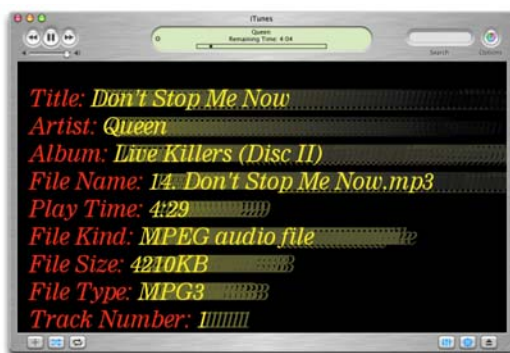 iTunes
Queen
Remaining Time: 4:04
Search
Options
Title: Don't Stop Me Now
Artist: Queen
Album: Live Killers (Disc II)
File Name: 14. Don't Stop Me Now.mp3
Play Time: 4:29
File Kind: MPEG audio file
File Size: 4210KB
File Type: MPG3
Track Number: 1